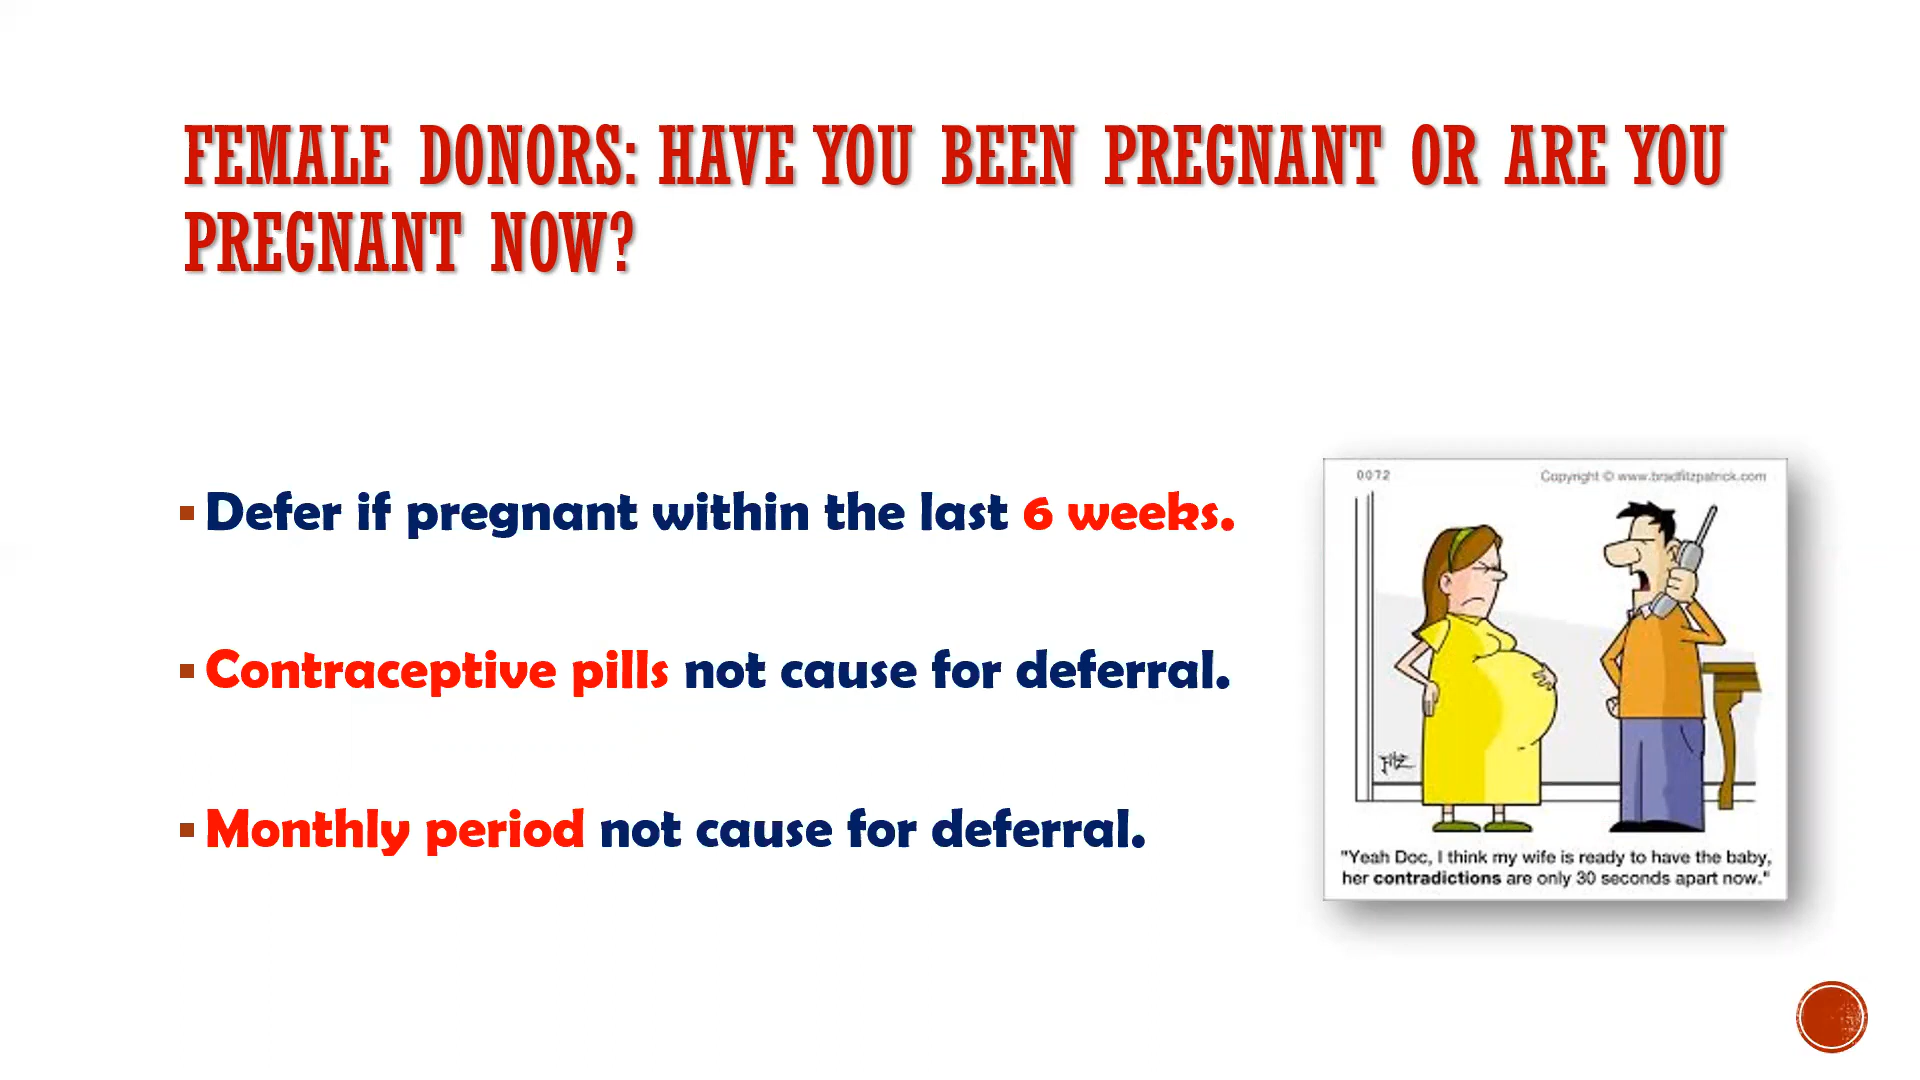 FEMALE DONORS: HAVE YOU BEEN PREGNANT OR ARE YOU
PREGNANT NOW?
Defer if pregnant within the last 6 weeks.
Contraceptive pills not cause for deferral.
Monthly period not cause for deferral.
0072
Copyright © www.bradfitzpatrick.com
Fitz
"Yeah Doc, I think my wife is ready to have the baby,
her contradictions are only 30 seconds apart now."